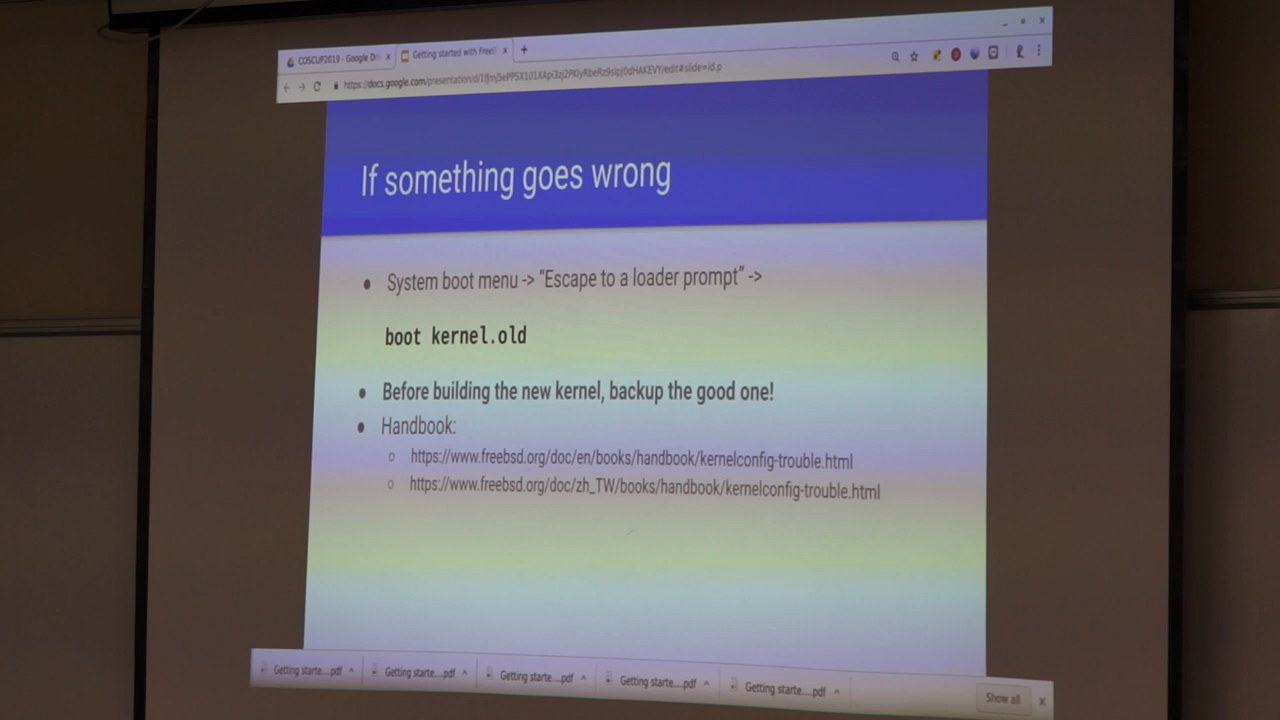 COSCUP2019 - Google Dri
Getting started with FreeB
If something goes wrong
● System boot menu -> “Escape to a loader prompt” ->
boot kernel.old
● Before building the new kernel, backup the good one!
● Handbook:
○ https://www.freebsd.org/doc/en/books/handbook/kernelconfig-trouble.html
○ https://www.freebsd.org/doc/zh_TW/books/handbook/kernelconfig-trouble.html
Getting starte....pdf Getting starte....pdf Getting starte....pdf Getting starte....pdf Getting starte....pdf Show all